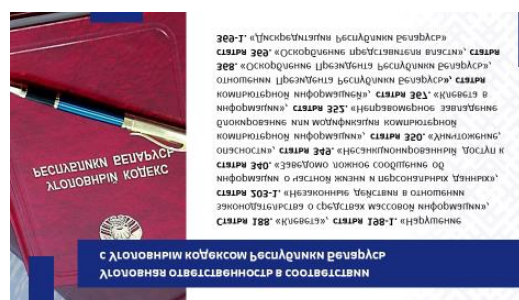 Уголовная ответственность в соответствии
с Уголовным кодексом Республики Беларусь
Статья 188. «Клевета», статья 198-1. «Нарушение
законодательства о средствах массовой информации»,
статья 203-1. «Незаконные действия в отношении
информации о частной жизни и персональных данных»,
статья 340. «Заведомо ложное сообщение об
опасности», статья 349. «Несанкционированный доступ к
компьютерной информации», статья 350. «Уничтожение,
блокирование или модификация компьютерной
информации», статья 352. «Неправомерное завладение
компьютерной информацией», статья 367. «Клевета в
отношении Президента Республики Беларусь», статья
368. «Оскорбление Президента Республики Беларусь»,
статья 369. «Оскорбление представителя власти», статья
369-1. «Дискредитация Республики Беларусь»
УГОЛОВНЫЙ КОДЕКС
РЕСПУБЛИКИ БЕЛАРУСЬ